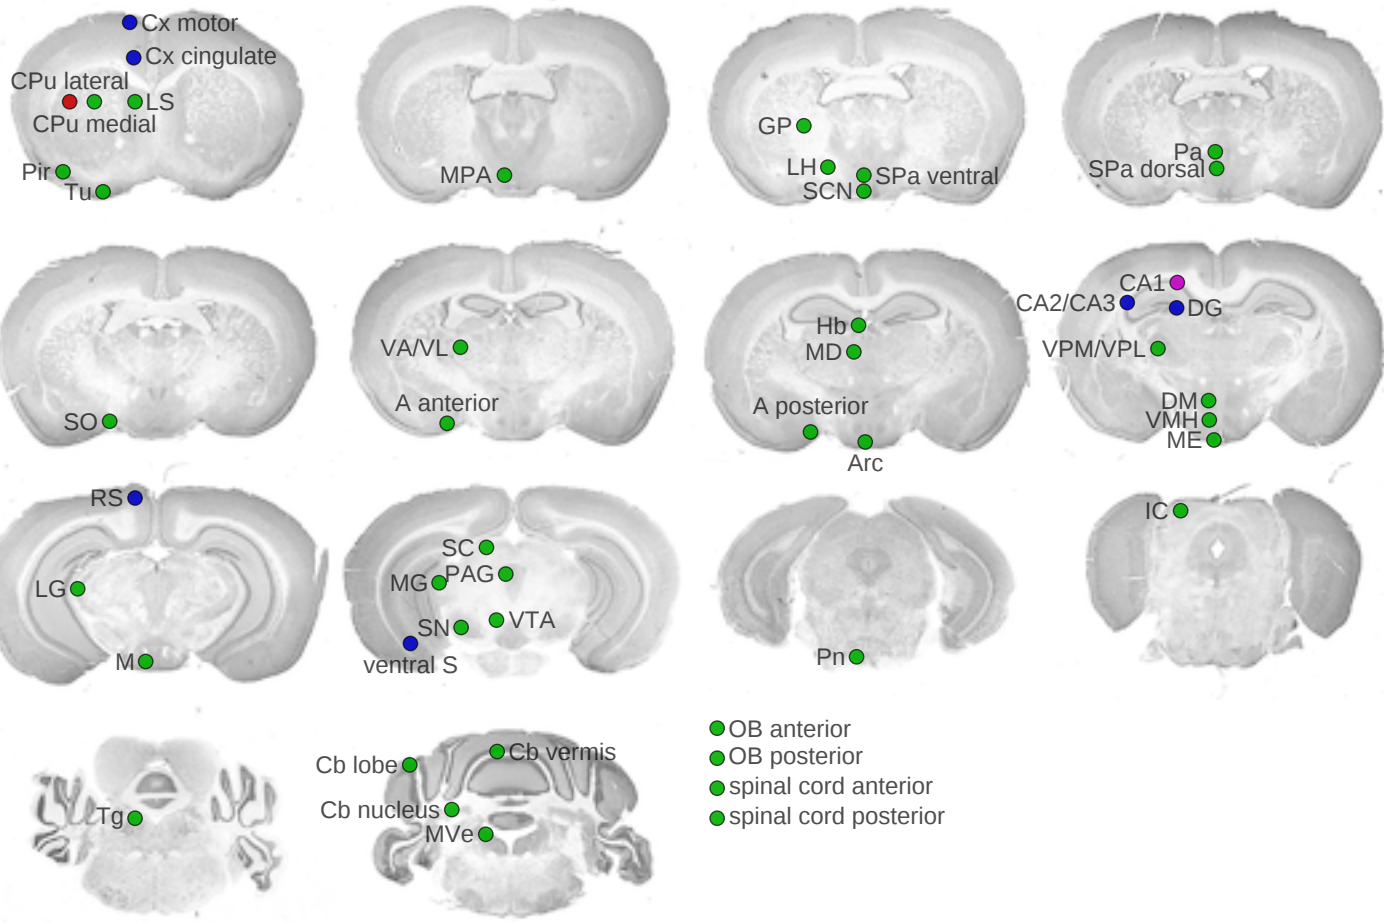 Cx motor
Cx cingulate
CPu lateral
LS
CPu medial
Pir
Tu
MPA
GP
LH
SPa ventral
SCN
Pa
SPa dorsal
SO
VA/VL
A anterior
Hb
MD
A posterior
Arc
CA1
CA2/CA3
DG
VPM/VPL
DM
VMH
ME
RS
LG
M
SC
MG
PAG
SN
VTA
ventral S
Pn
IC
Tg
Cb lobe
Cb vermis
Cb nucleus
MVe
OB anterior
OB posterior
spinal cord anterior
spinal cord posterior